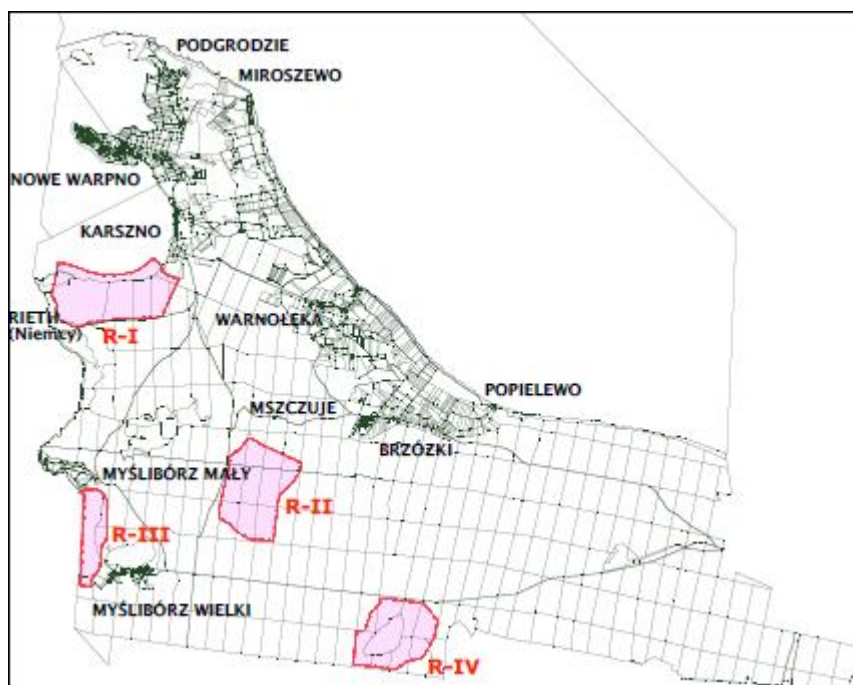 PODGRODZIE
MIROSZEWO
NOWE WARPNO
KARSZNO
RIETH
(Niemcy)
R-I
WARNOŁĘKA
POPIELEWO
MSZCZUJE
BRZÓZKI
MYŚLIBÓRZ MAŁY
R-II
R-III
MYŚLIBÓRZ WIELKI
R-IV